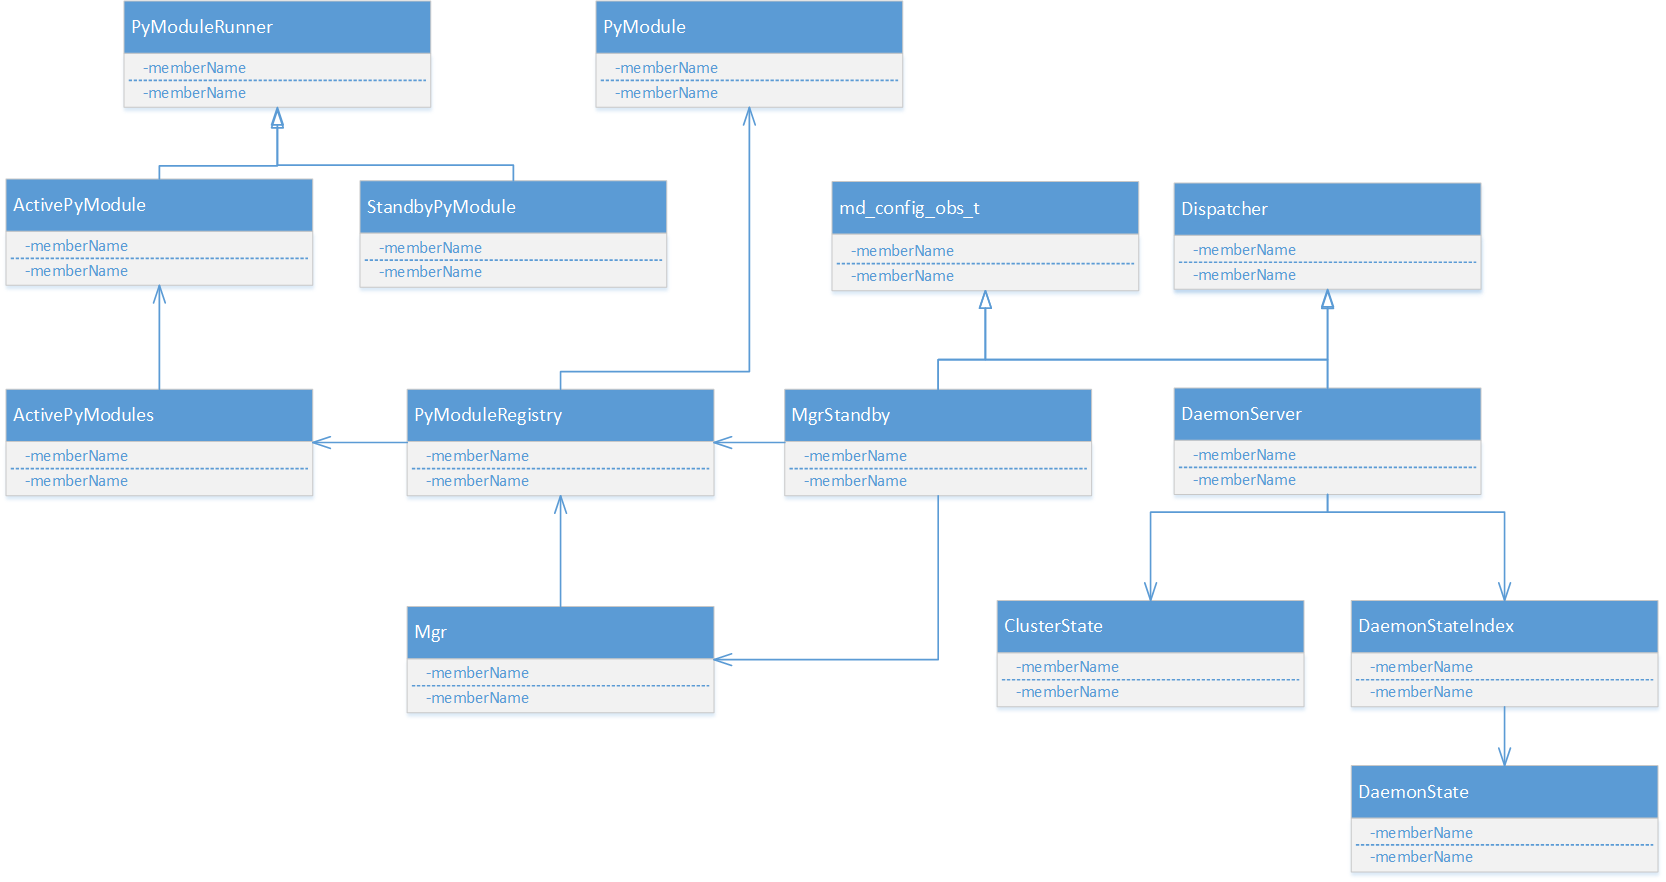 PyModuleRunner
-memberName
-memberName
PyModule
-memberName
-memberName
ActivePyModule
-memberName
-memberName
StandbyPyModule
-memberName
-memberName
md_config_obs_t
-memberName
-memberName
Dispatcher
-memberName
-memberName
ActivePyModules
-memberName
-memberName
PyModuleRegistry
-memberName
-memberName
MgrStandby
-memberName
-memberName
DaemonServer
-memberName
-memberName
Mgr
-memberName
-memberName
ClusterState
-memberName
-memberName
DaemonStateIndex
-memberName
-memberName
DaemonState
-memberName
-memberName